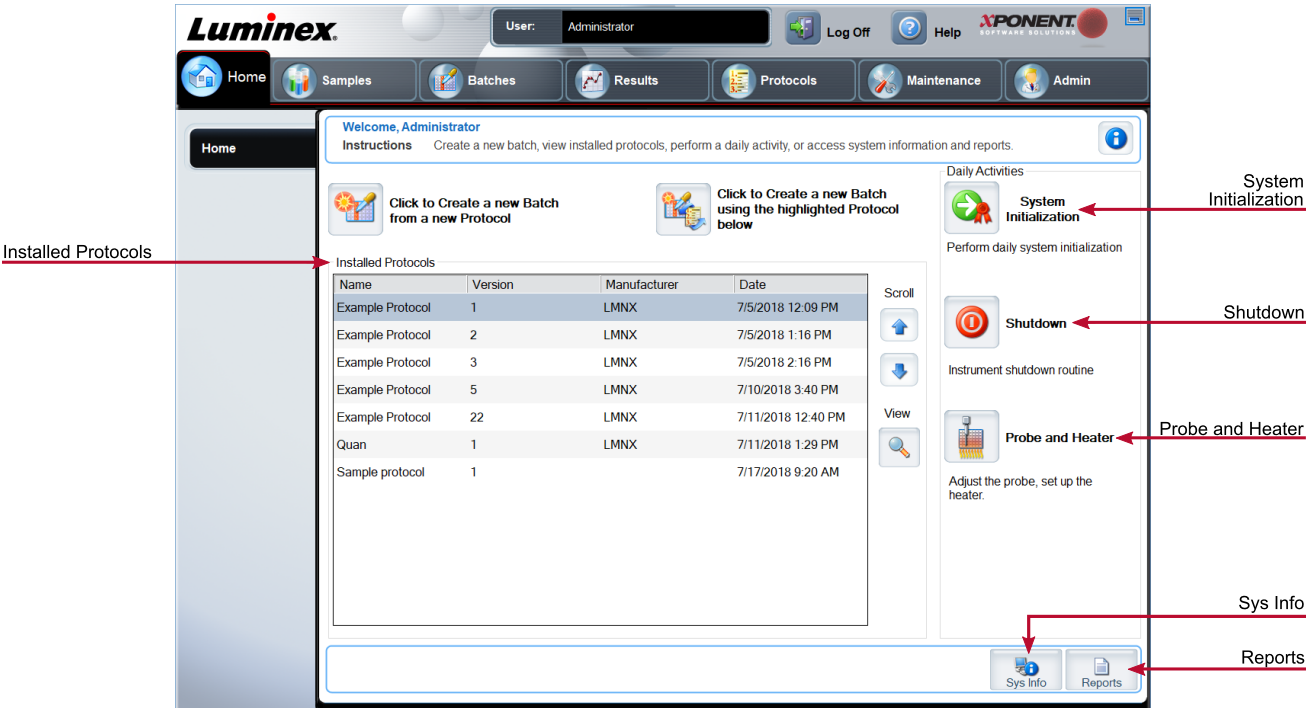 Luminex.
User: Administrator
Log Off
Help
XPONENT.
SOFTWARE SOLUTIONS
Home
Samples
Batches
Results
Protocols
Maintenance
Admin
Home
Welcome, Administrator
Instructions Create a new batch, view installed protocols, perform a daily activity, or access system information and reports.
Click to Create a new Batch
from a new Protocol
Click to Create a new Batch
using the highlighted Protocol
below
Installed Protocols
Installed Protocols
Name Version Manufacturer Date
Example Protocol 1 LMNX 7/5/2018 12:09 PM
Example Protocol 2 LMNX 7/5/2018 1:16 PM
Example Protocol 3 LMNX 7/5/2018 2:16 PM
Example Protocol 5 LMNX 7/10/2018 3:40 PM
Example Protocol 22 LMNX 7/11/2018 12:40 PM
Quan 1 LMNX 7/11/2018 1:29 PM
Sample protocol 1 7/17/2018 9:20 AM
Scroll
View
Daily Activities
System
Initialization
Perform daily system initialization
Shutdown
Instrument shutdown routine
Probe and Heater
Adjust the probe, set up the
heater.
Sys Info
Reports
System
Initialization
Shutdown
Probe and Heater
Sys Info
Reports